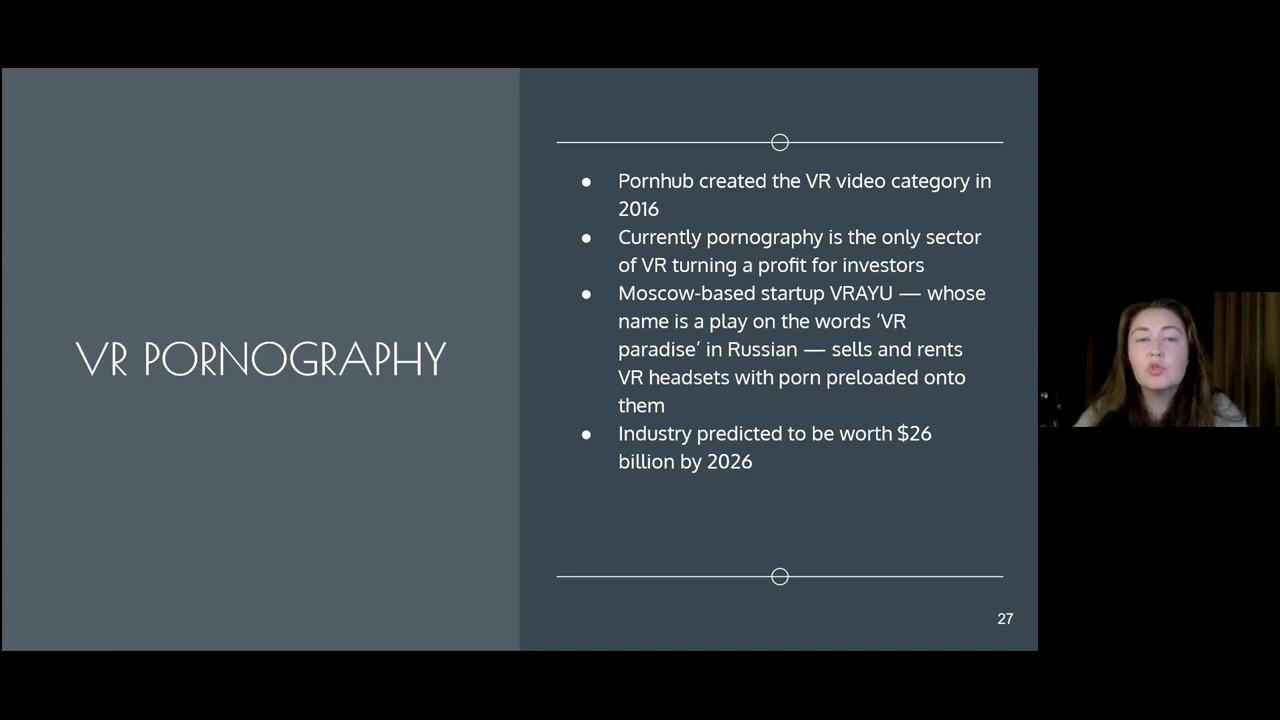 VR PORNOGRAPHY
● Pornhub created the VR video category in
2016
● Currently pornography is the only sector
of VR turning a profit for investors
● Moscow-based startup VRAYU — whose
name is a play on the words ‘VR
paradise’ in Russian — sells and rents
VR headsets with porn preloaded onto
them
● Industry predicted to be worth $26
billion by 2026
27